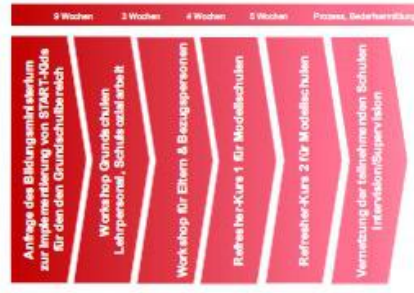 9 Wochen
3 Wochen
4 Wochen
5 Wochen
Prozess, Bedarfsermittlung
Anfrage des Bildungsministerium
zur Implementierung von START-Kids
für den den Grundschulbereich
Workshop Grundschulen
Lehrpersonal, Schulsozialarbeit
Workshop für Eltern & Bezugspersonen
Refresher-Kurs 1 für Modellschulen
Refresher-Kurs 2 für Modellschulen
Vernetzung der teilnehmenden Schulen
Intervision/Supervision